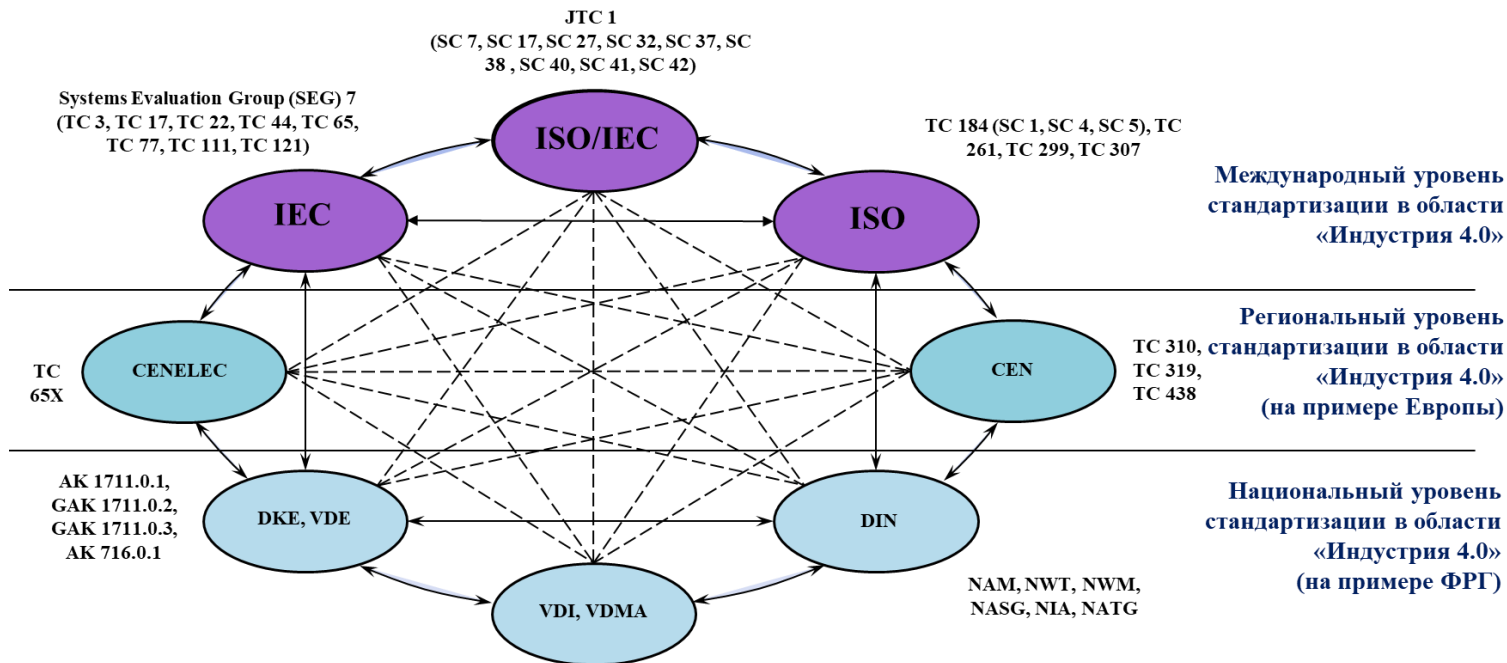 JTC 1
(SC 7, SC 17, SC 27, SC 32, SC 37, SC
38 , SC 40, SC 41, SC 42)
Systems Evaluation Group (SEG) 7
(TC 3, TC 17, TC 22, TC 44, TC 65,
TC 77, TC 111, TC 121)
ISO/IEC
TC 184 (SC 1, SC 4, SC 5), TC
261, TC 299, TC 307
IEC
ISO
Международный уровень
стандартизации в области
«Индустрия 4.0»
TC
65X
CENELEC
CEN
TC 310,
TC 319,
TC 438
Региональный уровень
стандартизации в области
«Индустрия 4.0»
(на примере Европы)
AK 1711.0.1,
GAK 1711.0.2,
GAK 1711.0.3,
AK 716.0.1
DKE, VDE
DIN
Национальный уровень
стандартизации в области
«Индустрия 4.0»
(на примере ФРГ)
VDI, VDMA
NAM, NWT, NWM,
NASG, NIA, NATG